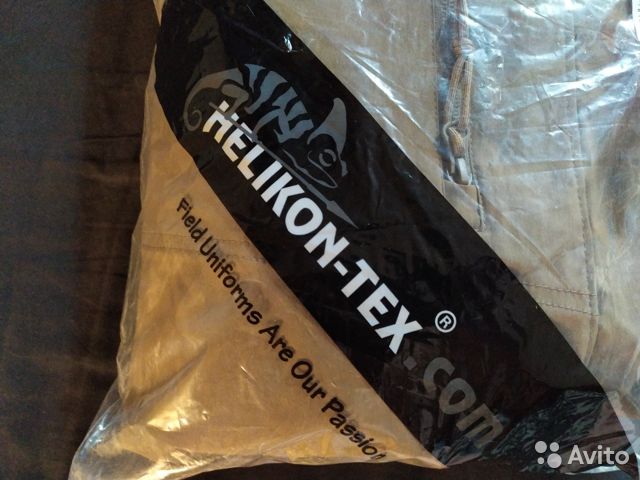 HELIKON-TEX®.com
Field Uniforms Are Our Passion
Avito